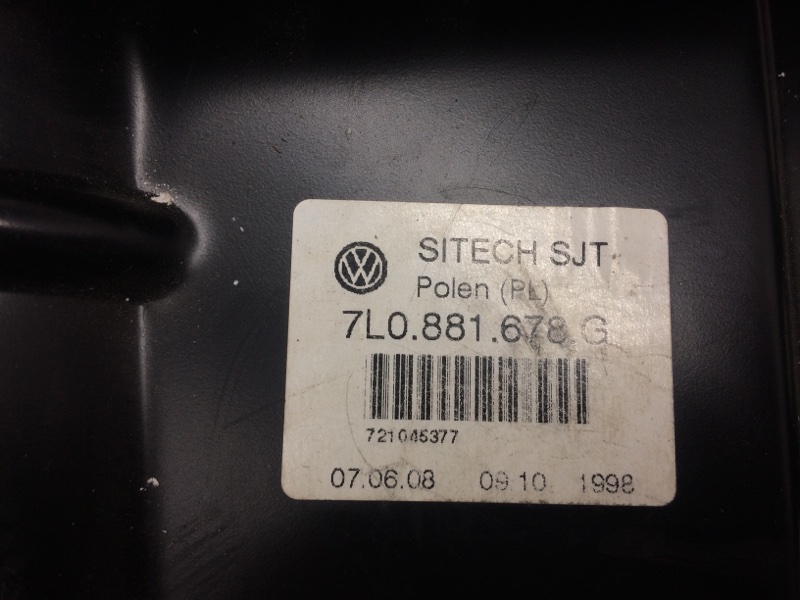 SITECH SJT
Polen (PL)
7L0.881.678 G
721045377
07.06.08 09.10 1998